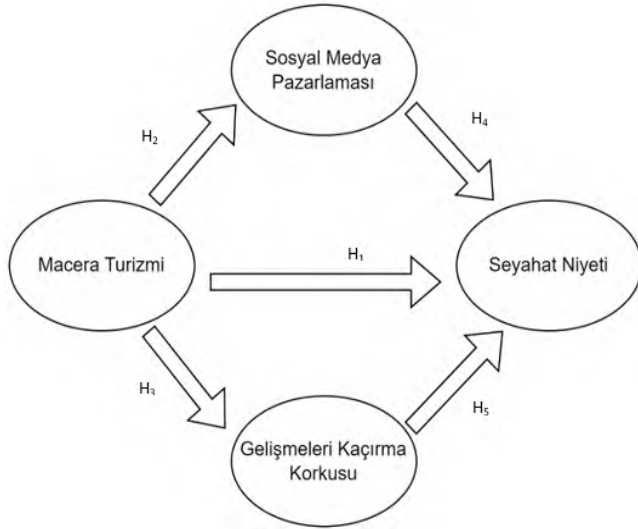 Sosyal Medya
Pazarlaması
H₂
H₄
Macera Turizmi
H₁
Seyahat Niyeti
H₃
H₅
Gelişmeleri Kaçırma
Korkusu